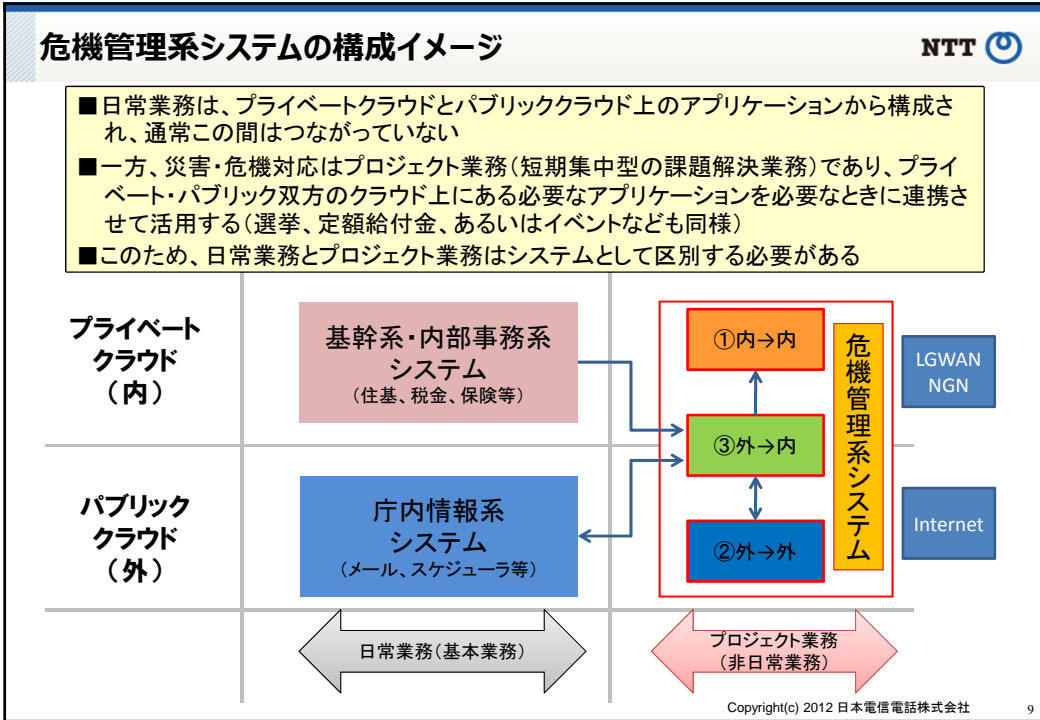 危機管理系システムの構成イメージ
NTT
■日常業務は、プライベートクラウドとパブリッククラウド上のアプリケーションから構成さ
れ、通常この間はつながっていない
■一方、災害・危機対応はプロジェクト業務(短期集中型の課題解決業務)であり、プライ
ベート・パブリック双方のクラウド上にある必要なアプリケーションを必要なときに連携さ
せて活用する(選挙、定額給付金、あるいはイベントなども同様)
■このため、日常業務とプロジェクト業務はシステムとして区別する必要がある
プライベート
クラウド
(内)
基幹系・内部事務系
システム
(住基、税金、保険等)
①内→内
危機管理系システム
LGWAN
NGN
③外→内
パブリック
クラウド
(外)
庁内情報系
システム
(メール、スケジューラ等)
②外→外
Internet
日常業務(基本業務)
プロジェクト業務
(非日常業務)
Copyright(c) 2012 日本電信電話株式会社
9